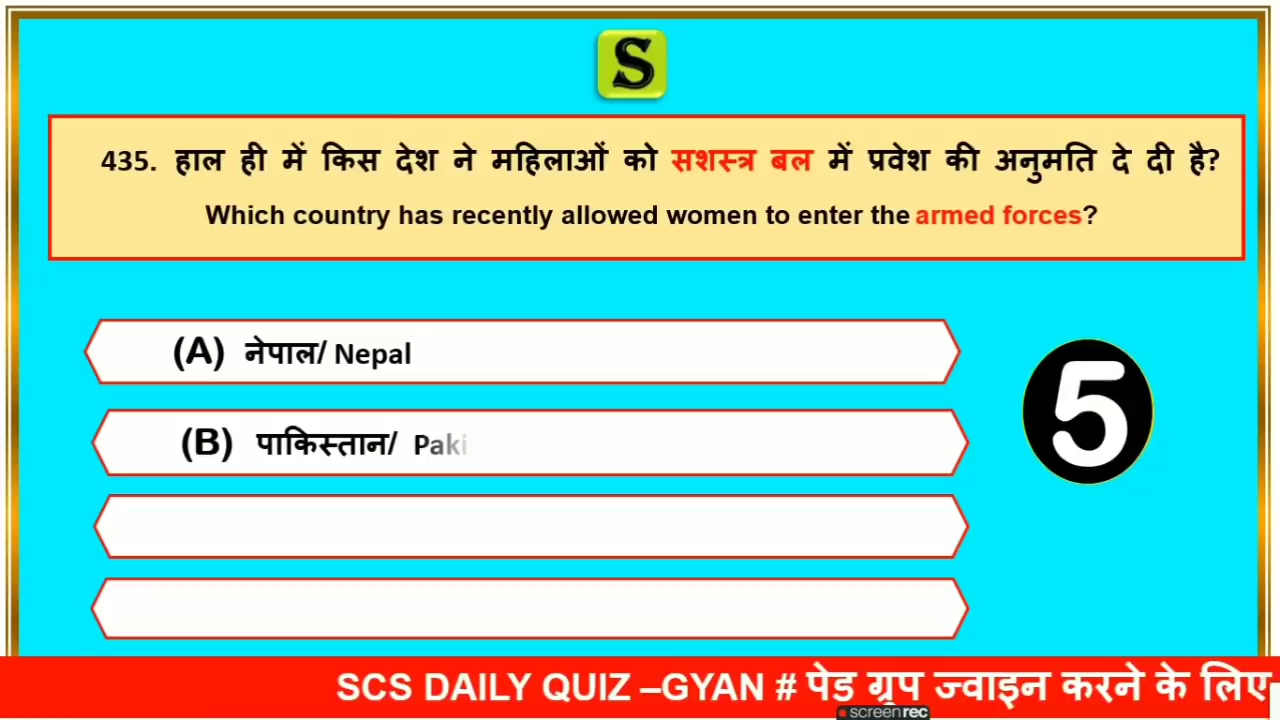 S
435. हाल ही में किस देश ने महिलाओं को सशस्त्र बल में प्रवेश की अनुमति दे दी है?
Which country has recently allowed women to enter the armed forces?
(A) नेपाल/ Nepal
(B) पाकिस्तान/ Paki
5
SCS DAILY QUIZ –GYAN # पेड ग्रुप ज्वाइन करने के लिए
screenrec